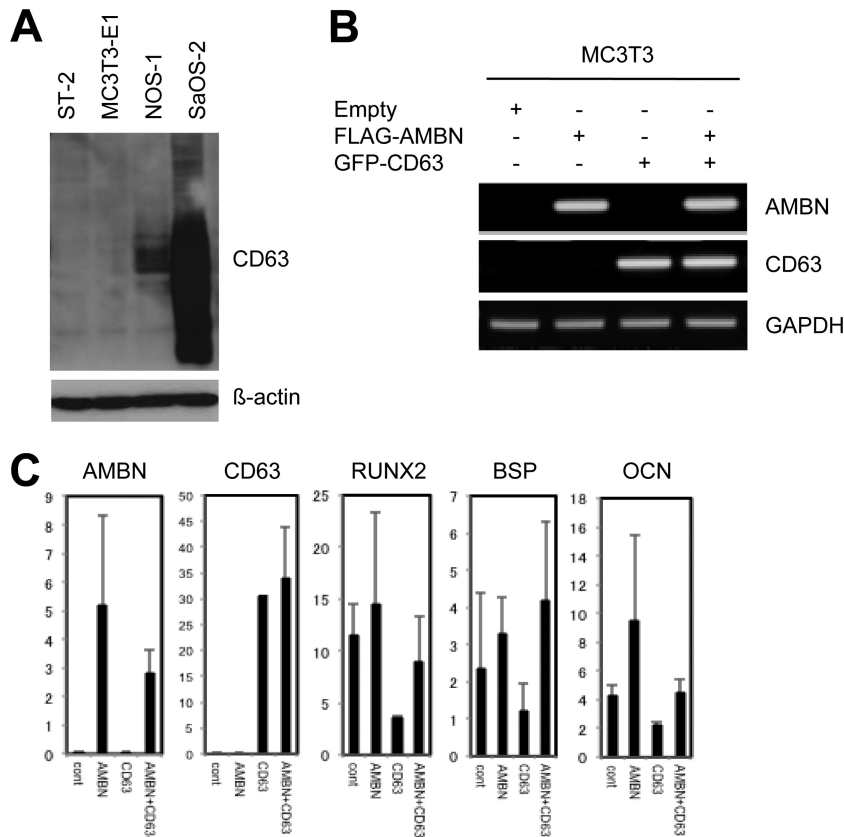 A
ST-2
MC3T3-E1
NOS-1
SaOS-2
CD63
ß-actin
B
MC3T3
Empty + - - -
FLAG-AMBN - + - +
GFP-CD63 - - + +
AMBN
CD63
GAPDH
C
AMBN
9
8
7
6
5
4
3
2
1
0
cont
AMBN
CD63
AMBN+CD63
CD63
50
45
40
35
30
25
20
15
10
5
0
cont
AMBN
CD63
AMBN+CD63
RUNX2
25
20
15
10
5
0
cont
AMBN
CD63
AMBN+CD63
BSP
7
6
5
4
3
2
1
0
cont
AMBN
CD63
AMBN+CD63
OCN
18
16
14
12
10
8
6
4
2
0
cont
AMBN
CD63
AMBN+CD63